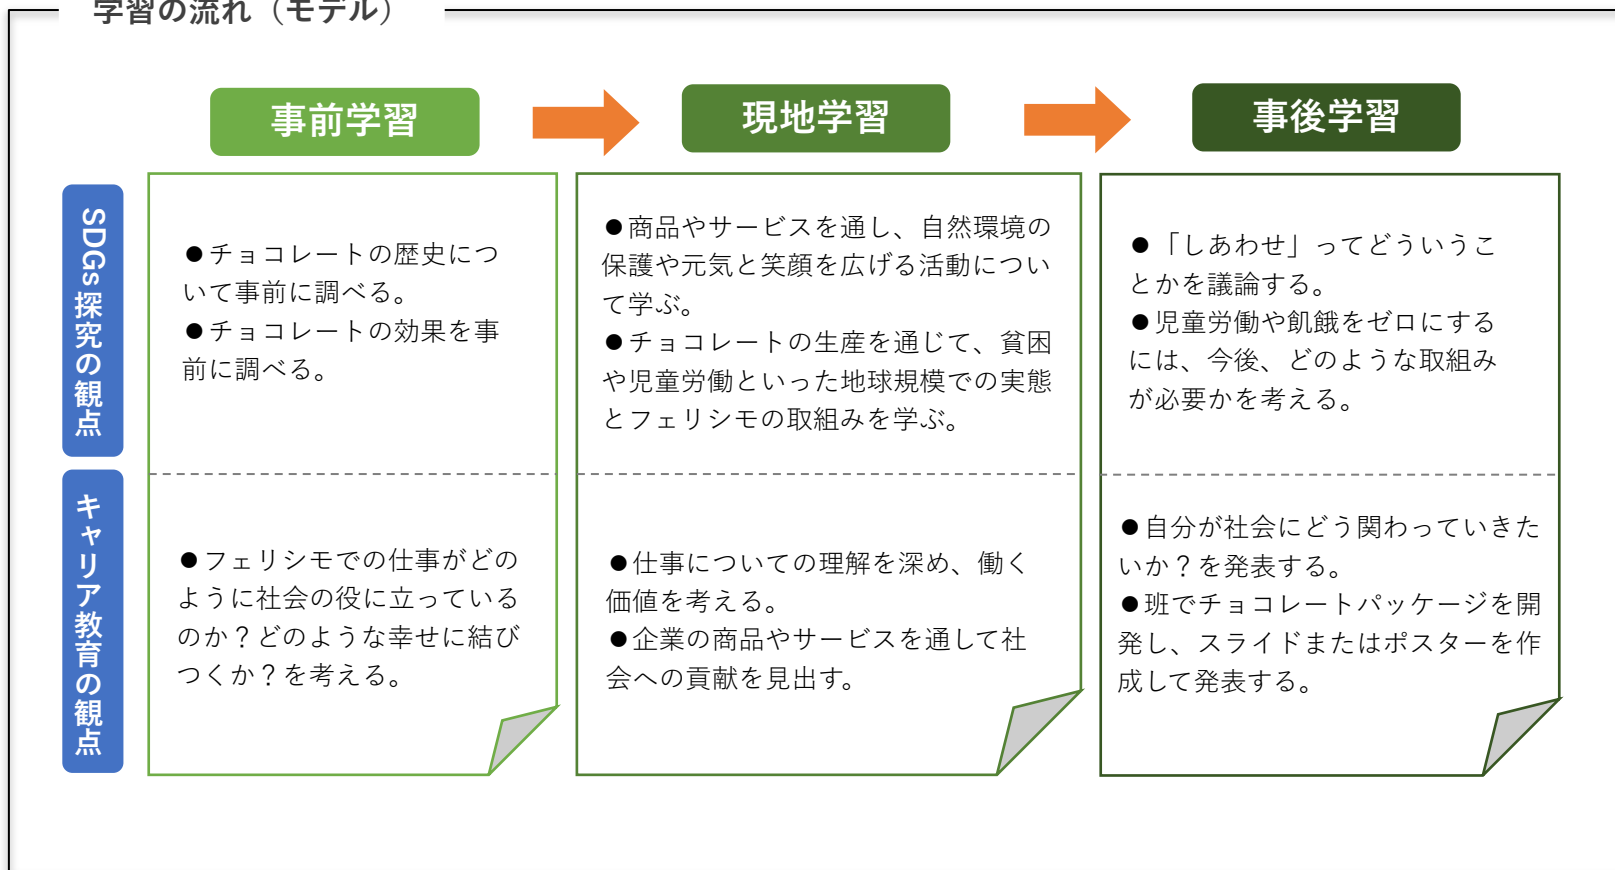 学習の流れ（モデル）
事前学習
現地学習
事後学習
SDGs探究の観点
●チョコレートの歴史につ
いて事前に調べる。
●チョコレートの効果を事
前に調べる。
●商品やサービスを通し、自然環境の
保護や元気と笑顔を広げる活動につい
て学ぶ。
●チョコレートの生産を通じて、貧困
や児童労働といった地球規模での実態
とフェリシモの取組みを学ぶ。
●「しあわせ」ってどういうこ
とかを議論する。
●児童労働や飢餓をゼロにする
には、今後、どのような取組み
が必要かを考える。
キャリア教育の観点
●フェリシモでの仕事がどの
ように社会の役に立っている
のか？どのような幸せに結び
つくか？を考える。
●仕事についての理解を深め、働く
価値を考える。
●企業の商品やサービスを通して社
会への貢献を見出す。
●自分が社会にどう関わっていきた
いか？を発表する。
●班でチョコレートパッケージを開
発し、スライドまたはポスターを作
成して発表する。